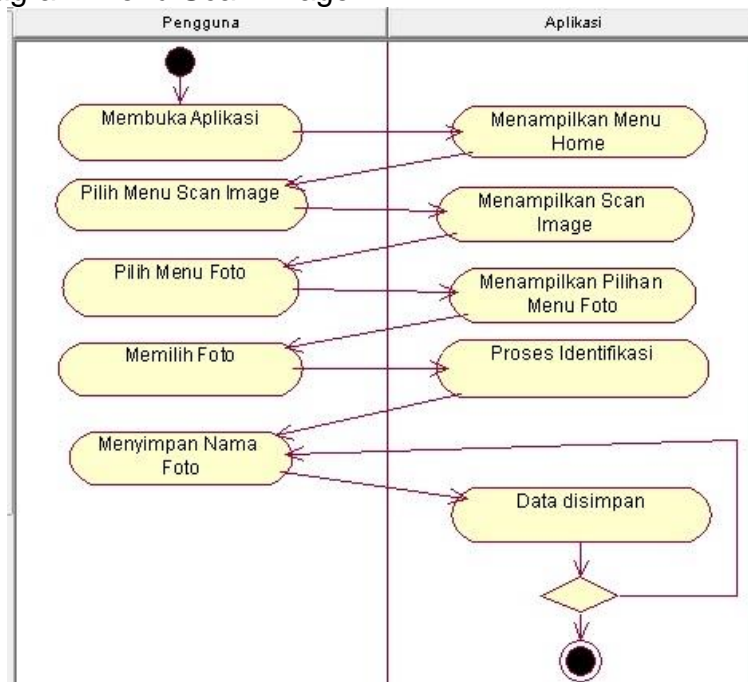 Pengguna
Aplikasi
Membuka Aplikasi
Menampilkan Menu
Home
Pilih Menu Scan Image
Menampilkan Scan
Image
Pilih Menu Foto
Menampilkan Pilihan
Menu Foto
Memilih Foto
Proses Identifikasi
Menyimpan Nama
Foto
Data disimpan